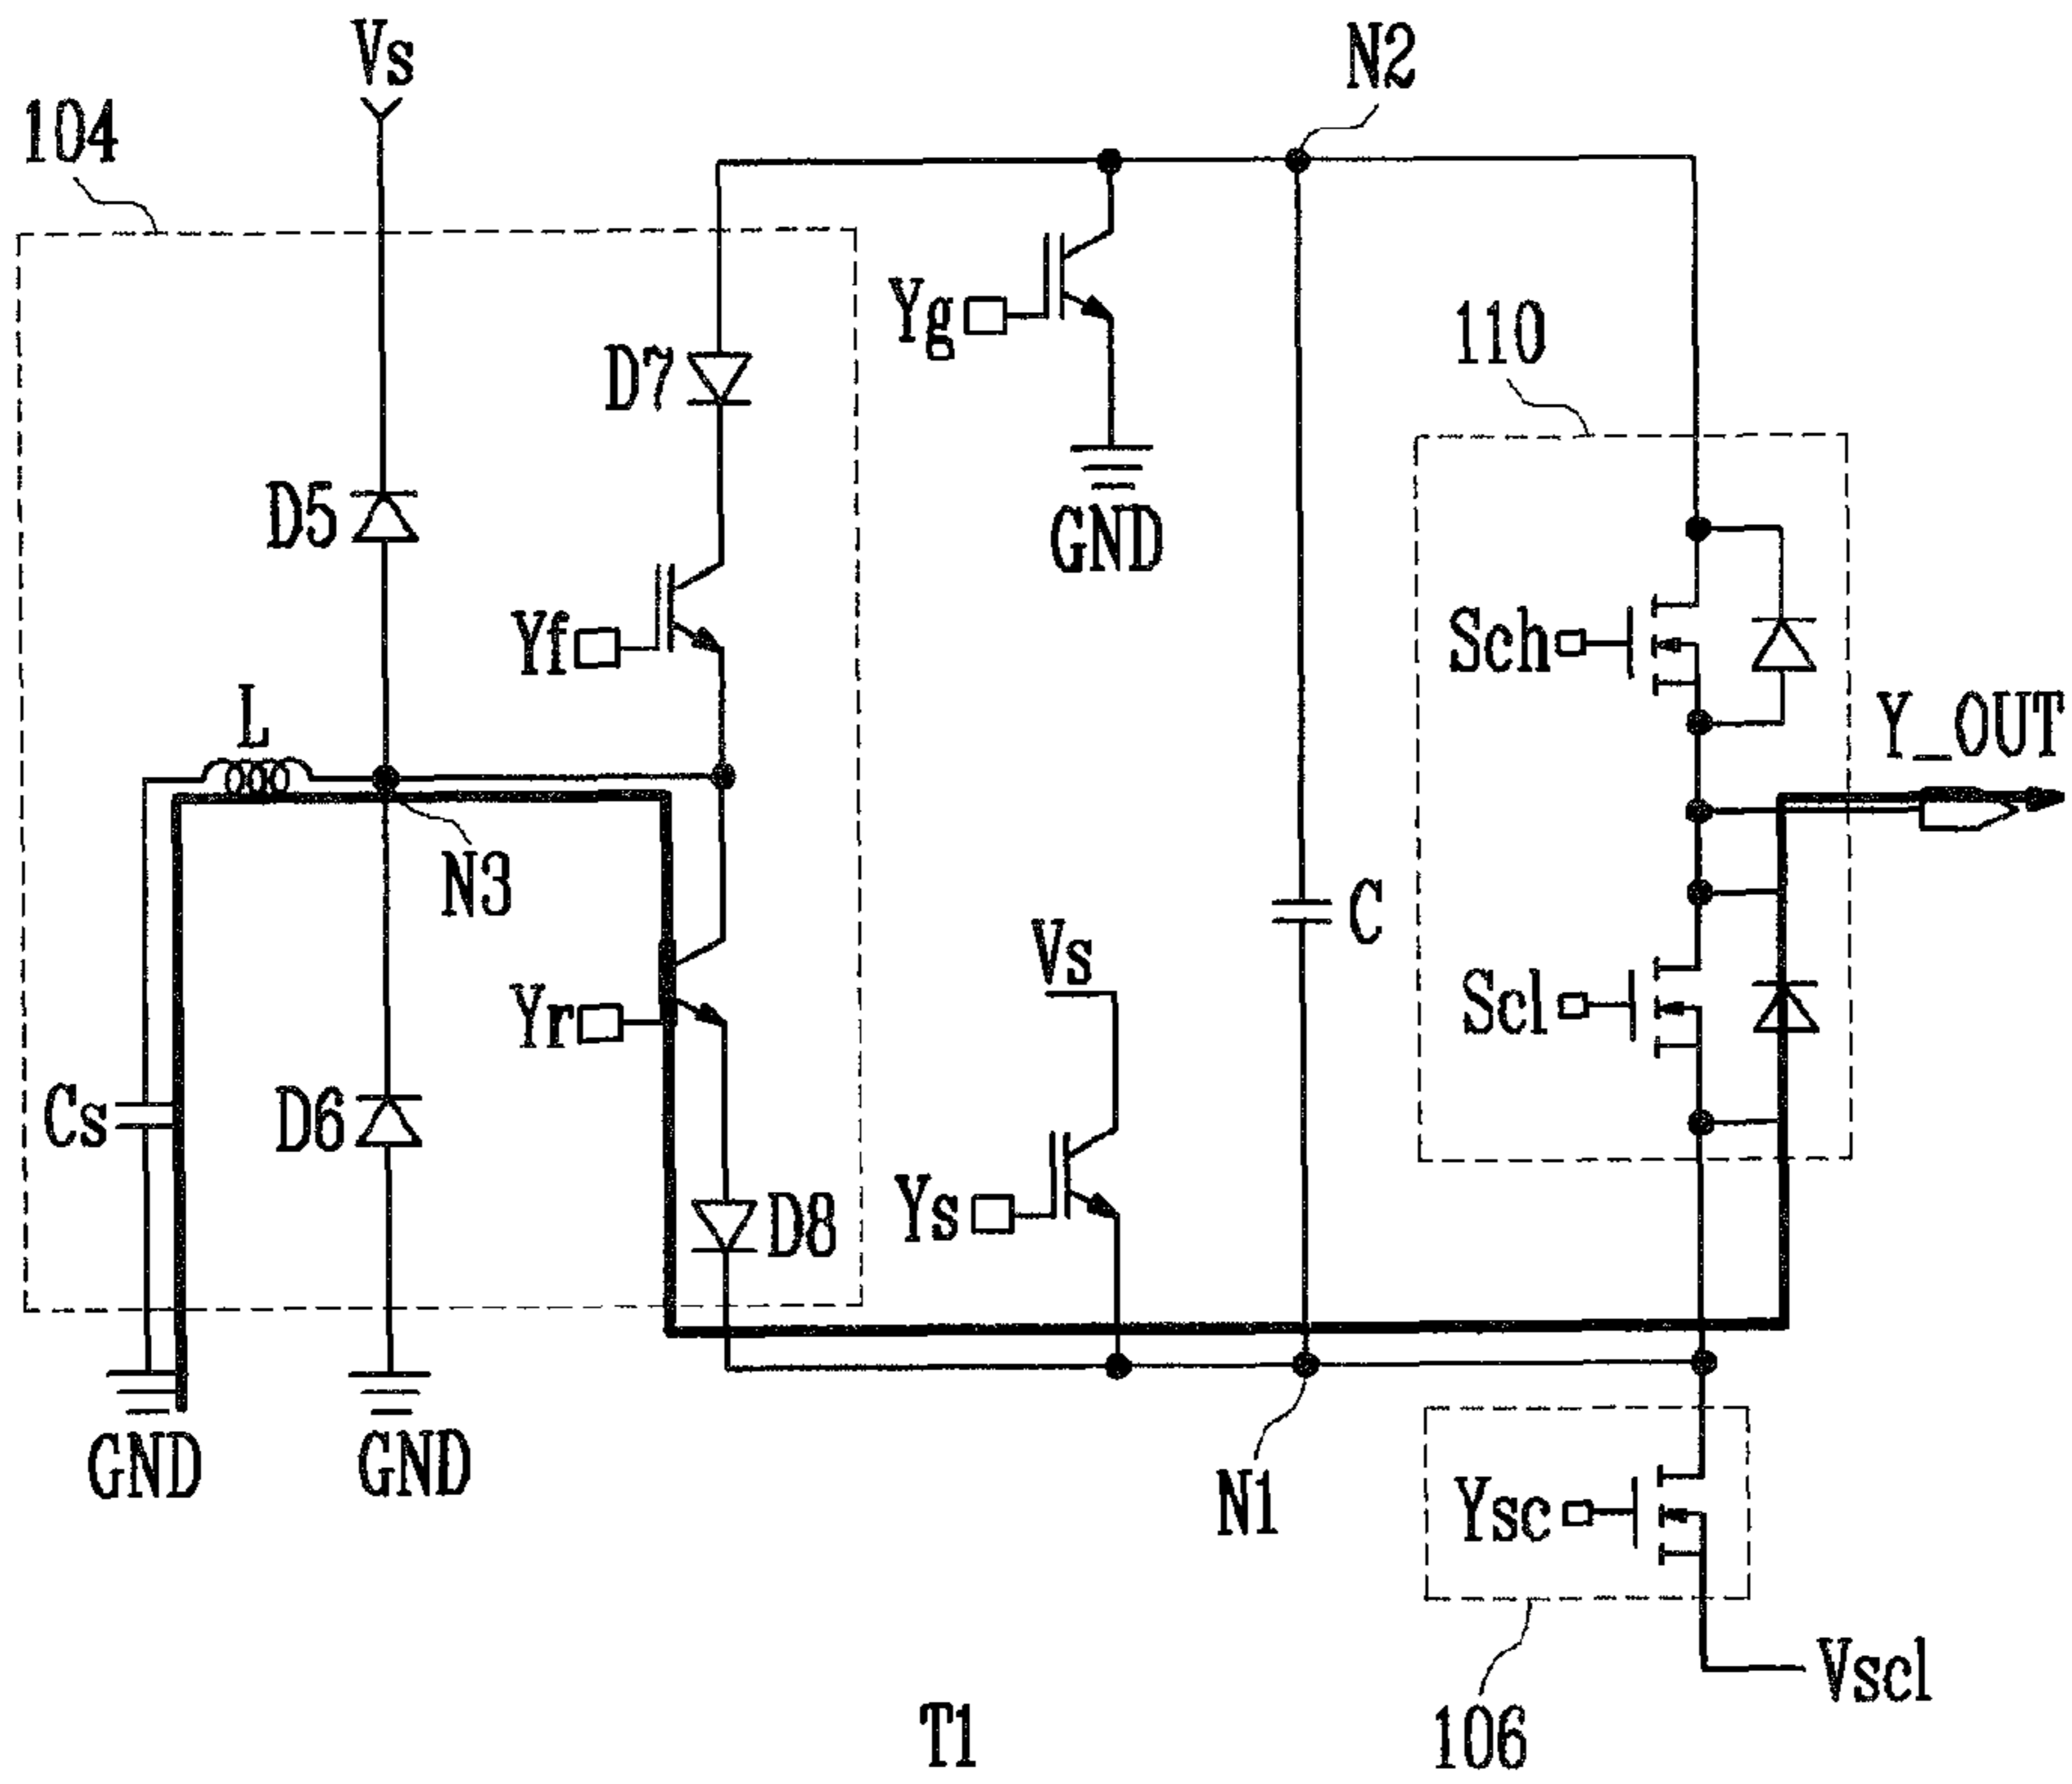 Vs
N2
104
Yg
110
D7
D5
GND
Yf
Sch
L
Y_OUT
N3
C
Vs
Scl
Yr
Cs
D6
Ys
D8
GND
GND
N1
Ysc
Vscl
T1
106